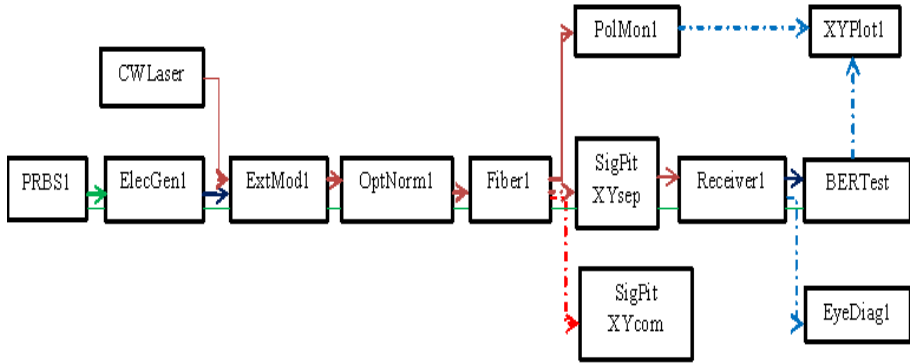 PolMon1
XYPlot1
CWLaser
PRBS1
ElecGen1
ExtMod1
OptNorm1
Fiber1
SigPit
XYsep
Receiver1
BERTest
SigPit
XYcom
EyeDiag1